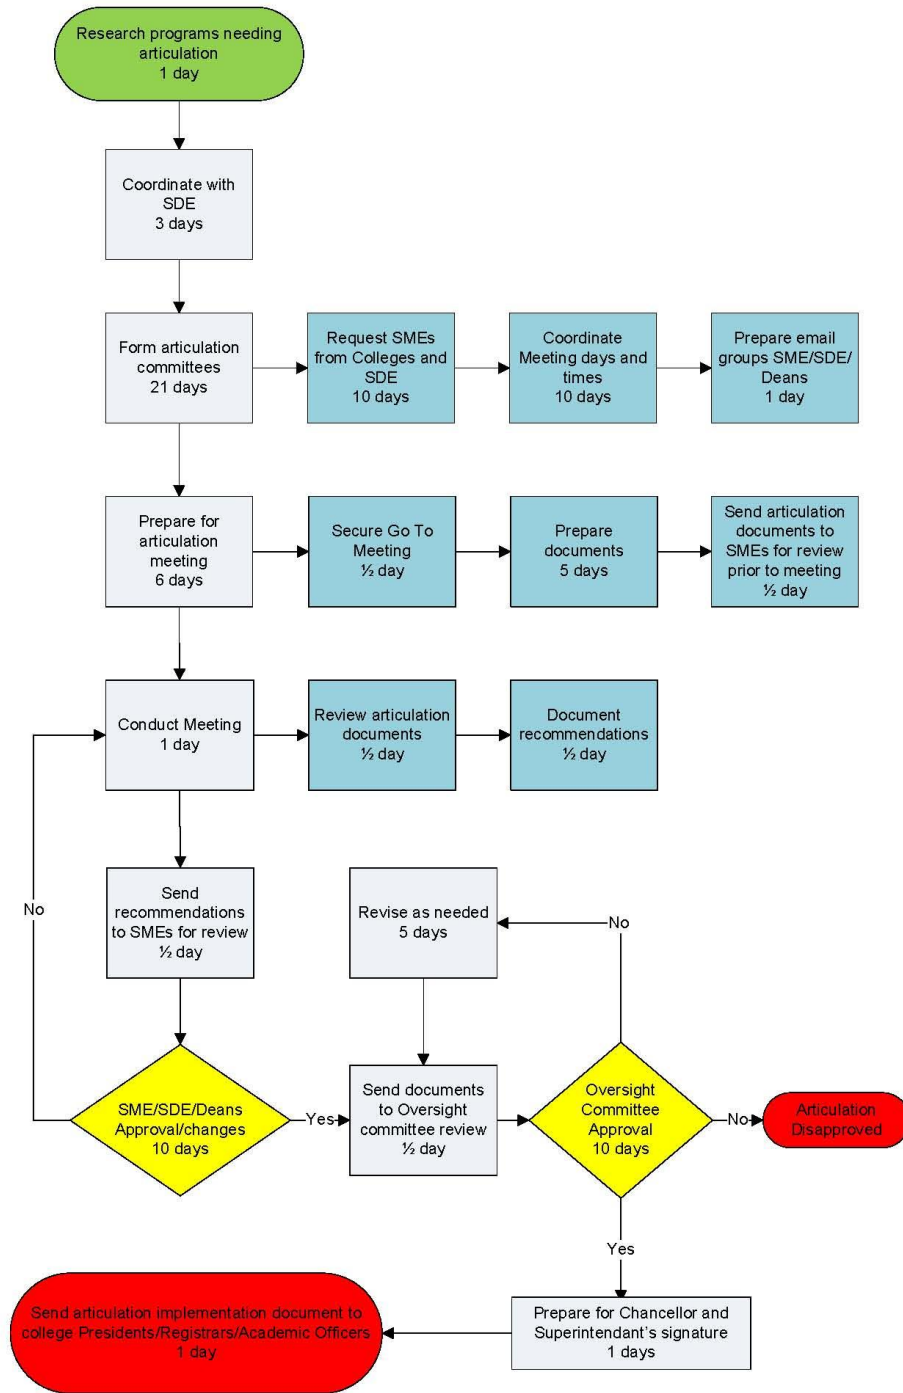 Research programs needing
articulation
1 day
Coordinate with
SDE
3 days
Form articulation
committees
21 days
Request SMEs
from Colleges and
SDE
10 days
Coordinate
Meeting days and
times
10 days
Prepare email
groups SME/SDE/
Deans
1 day
Prepare for
articulation
meeting
6 days
Secure Go To
Meeting
½ day
Prepare
documents
5 days
Send articulation
documents to
SMEs for review
prior to meeting
½ day
Conduct Meeting
1 day
Review articulation
documents
½ day
Document
recommendations
½ day
Send
recommendations
to SMEs for review
½ day
No
Revise as needed
5 days
No
SME/SDE/Deans
Approval/changes
10 days
Yes
Send documents
to Oversight
committee review
½ day
Oversight
Committee
Approval
10 days
No
Articulation
Disapproved
Yes
Prepare for Chancellor and
Superintendant's signature
1 days
Send articulation implementation document to
college Presidents/Registrars/Academic Officers
1 day